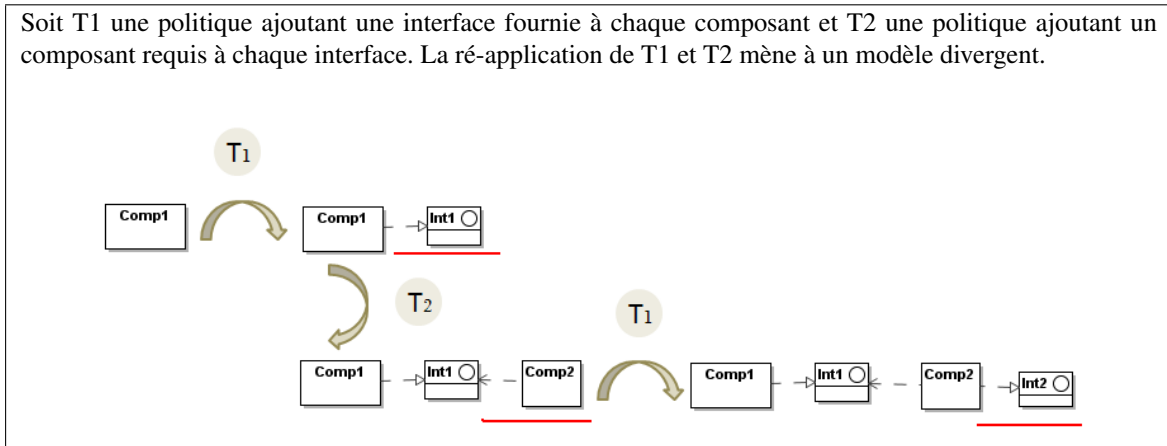 Soit T1 une politique ajoutant une interface fournie à chaque composant et T2 une politique ajoutant un
composant requis à chaque interface. La ré-application de T1 et T2 mène à un modèle divergent.
T1
Comp1
Comp1
Int1
T2
T1
Comp1
Int1
Comp2
Comp1
Int1
Comp2
Int2